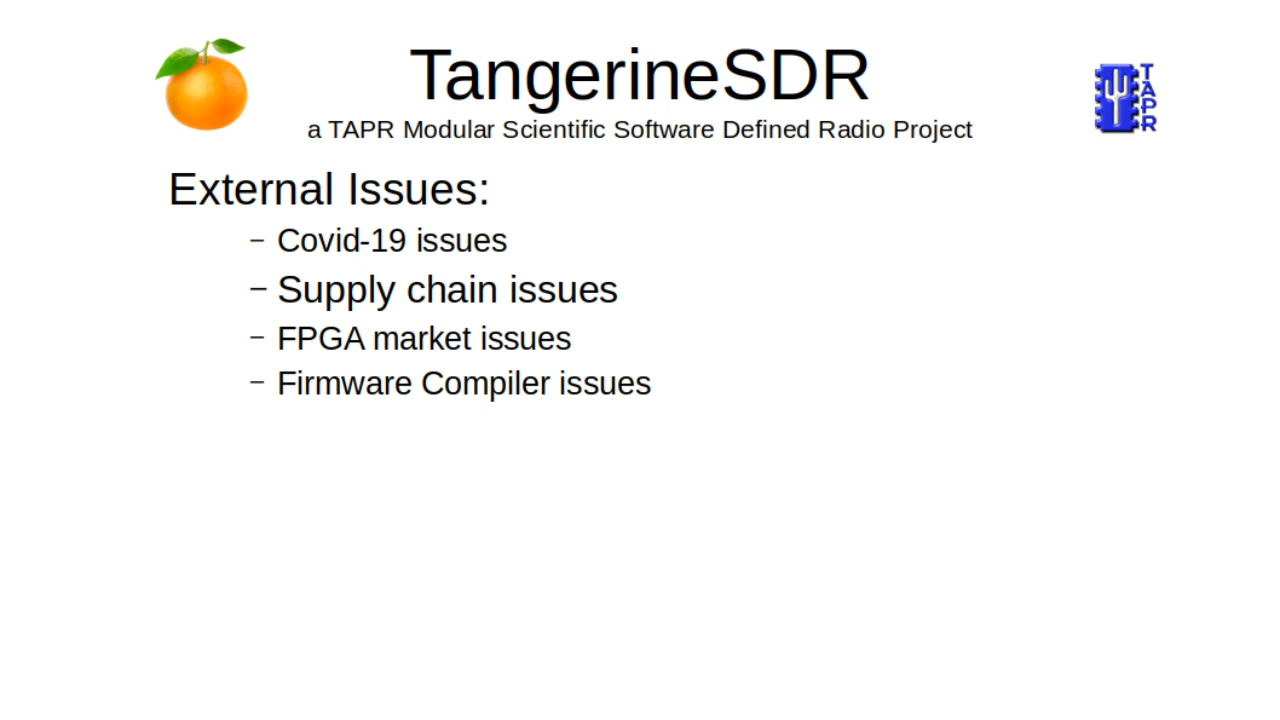 TangerineSDR
a TAPR Modular Scientific Software Defined Radio Project
TAPR
External Issues:
– Covid-19 issues
– Supply chain issues
– FPGA market issues
– Firmware Compiler issues